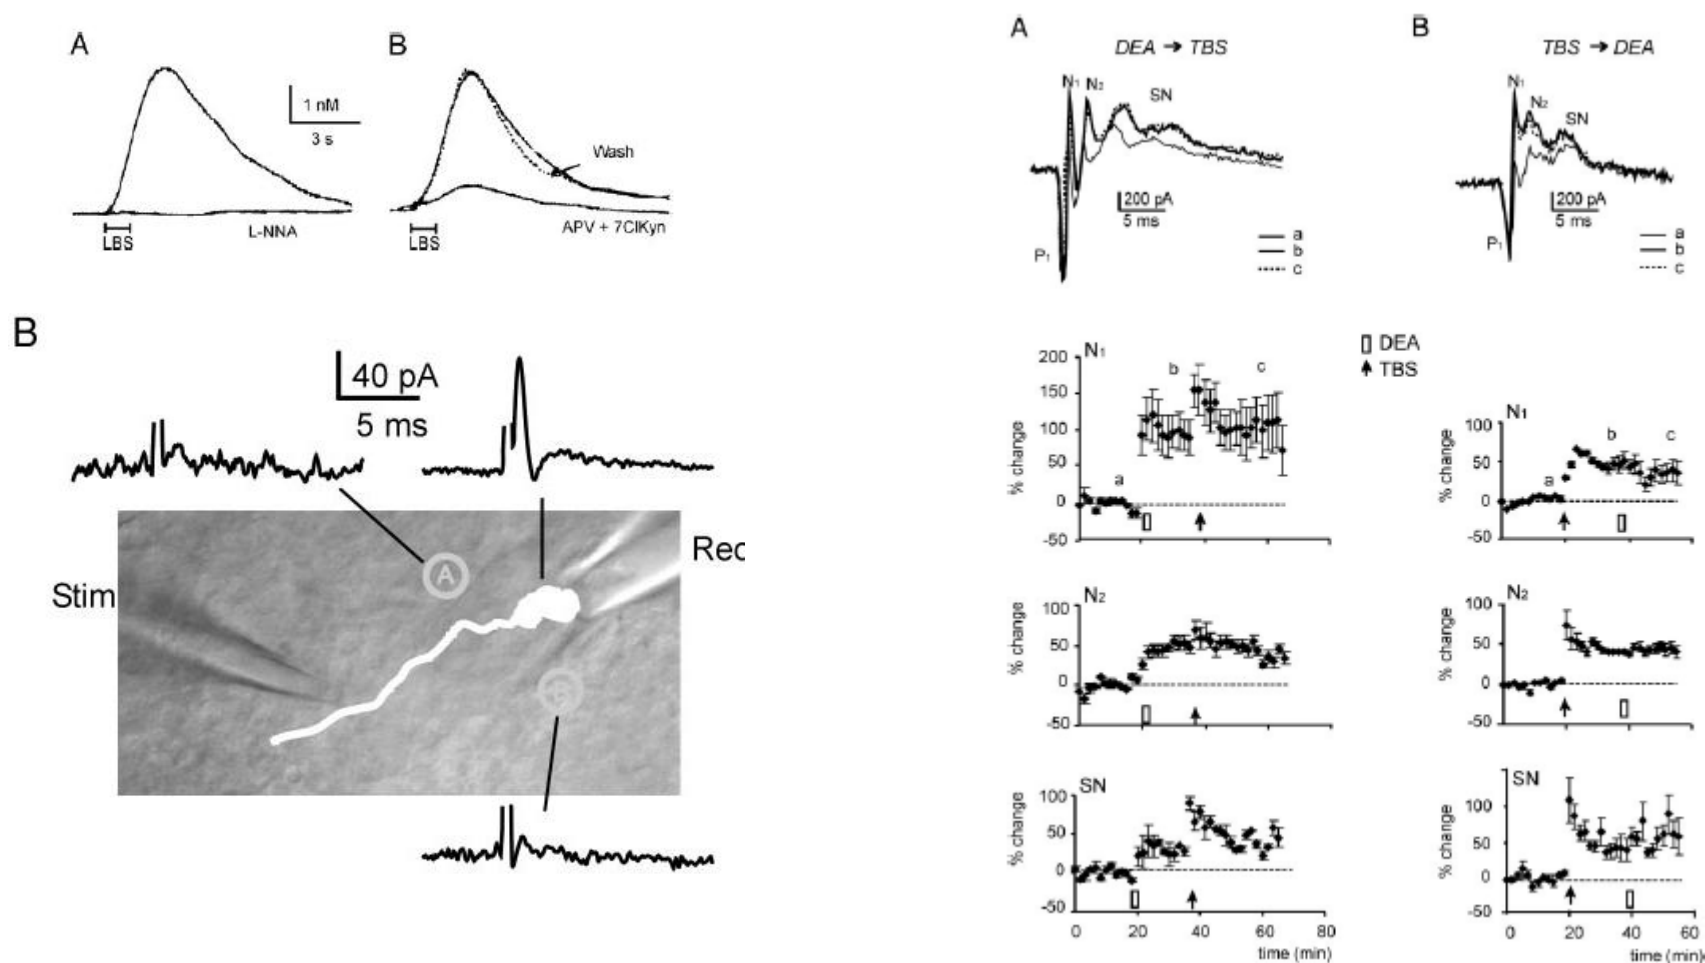 A
B
1 nM
3 s
Wash
L-NNA
APV + 7ClKyn
LBS
LBS
B
40 pA
5 ms
A
B
Stim
Rec
A
DEA → TBS
N1
N2
SN
200 pA
5 ms
P1
a
b
c
B
TBS → DEA
N1
N2
SN
200 pA
5 ms
P1
a
b
c
DEA
TBS
N1
% change
200
150
100
50
0
-50
a
b
c
N2
% change
100
50
0
-50
SN
% change
100
50
0
-50
0
20
40
60
80
time (min)
N1
% change
100
50
0
-50
a
b
c
N2
% change
100
50
0
-50
SN
% change
100
50
0
-50
0
20
40
60
time (min)